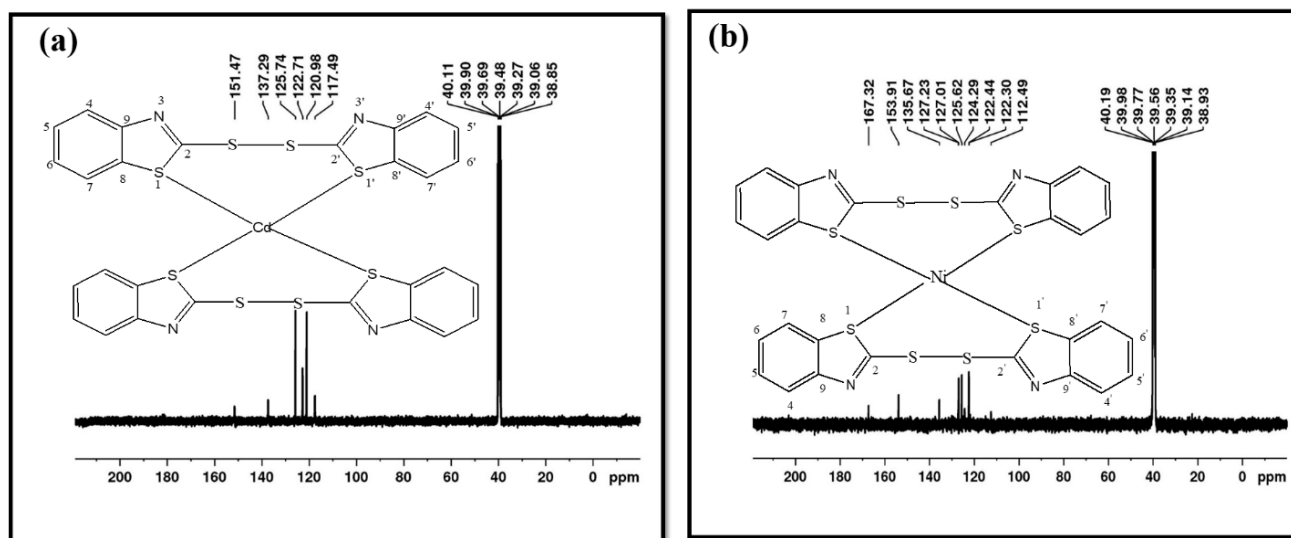 (a)
151.47
137.29
125.74
122.71
120.98
117.49
40.11
39.90
39.69
39.48
39.27
39.06
38.85
4 3 3' 4'
5 9 N N 9' 5'
2 S S 2'
6 8 S S 8' 6'
7 1 1' 7'
Cd
S S
S S
N N
200 160 120 80 60 40 20 0 ppm
(b)
167.32
153.91
135.67
127.23
127.01
125.62
124.29
122.44
122.30
112.49
40.19
39.98
39.77
39.56
39.35
39.14
38.93
N N
S S
S S
Ni
7 1 1' 7'
6 8 S S 8' 6'
2 S S 2'
5 9 N N 9' 5'
4 4'
200 180 160 140 120 100 80 60 40 20 0 ppm